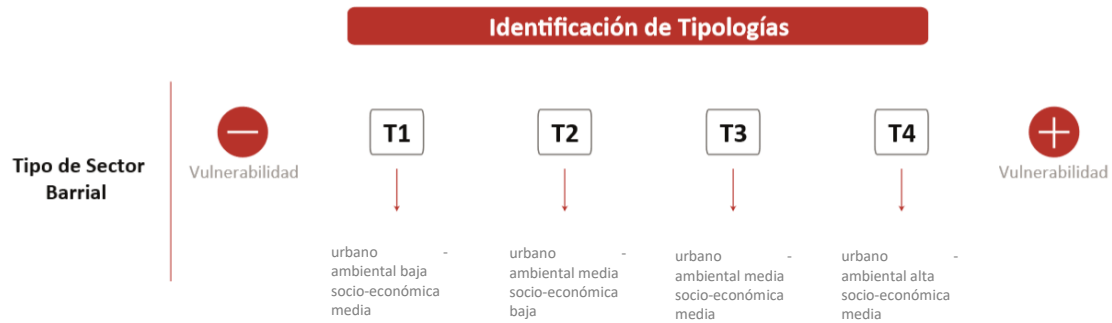 Identificación de Tipologías
Tipo de Sector
Barrial
Vulnerabilidad
T1
T2
T3
T4
Vulnerabilidad
urbano -
ambiental baja
socio-económica
media
urbano -
ambiental media
socio-económica
baja
urbano -
ambiental media
socio-económica
media
urbano -
ambiental alta
socio-económica
media